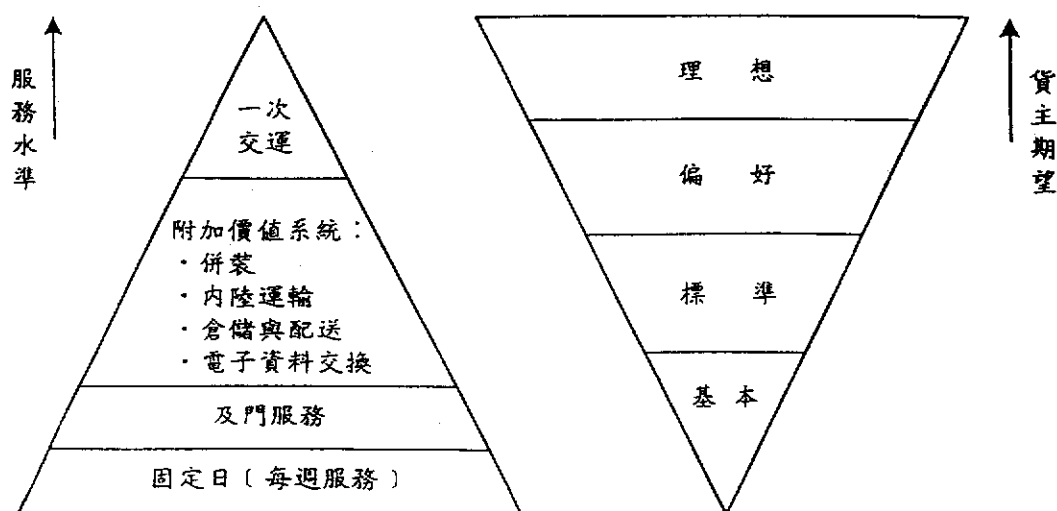 服務水準
一次
交運
附加價值系統：
・併裝
・內陸運輸
・倉儲與配送
・電子資料交換
及門服務
固定日〔每週服務〕
理想
偏好
標準
基本
貨主期望